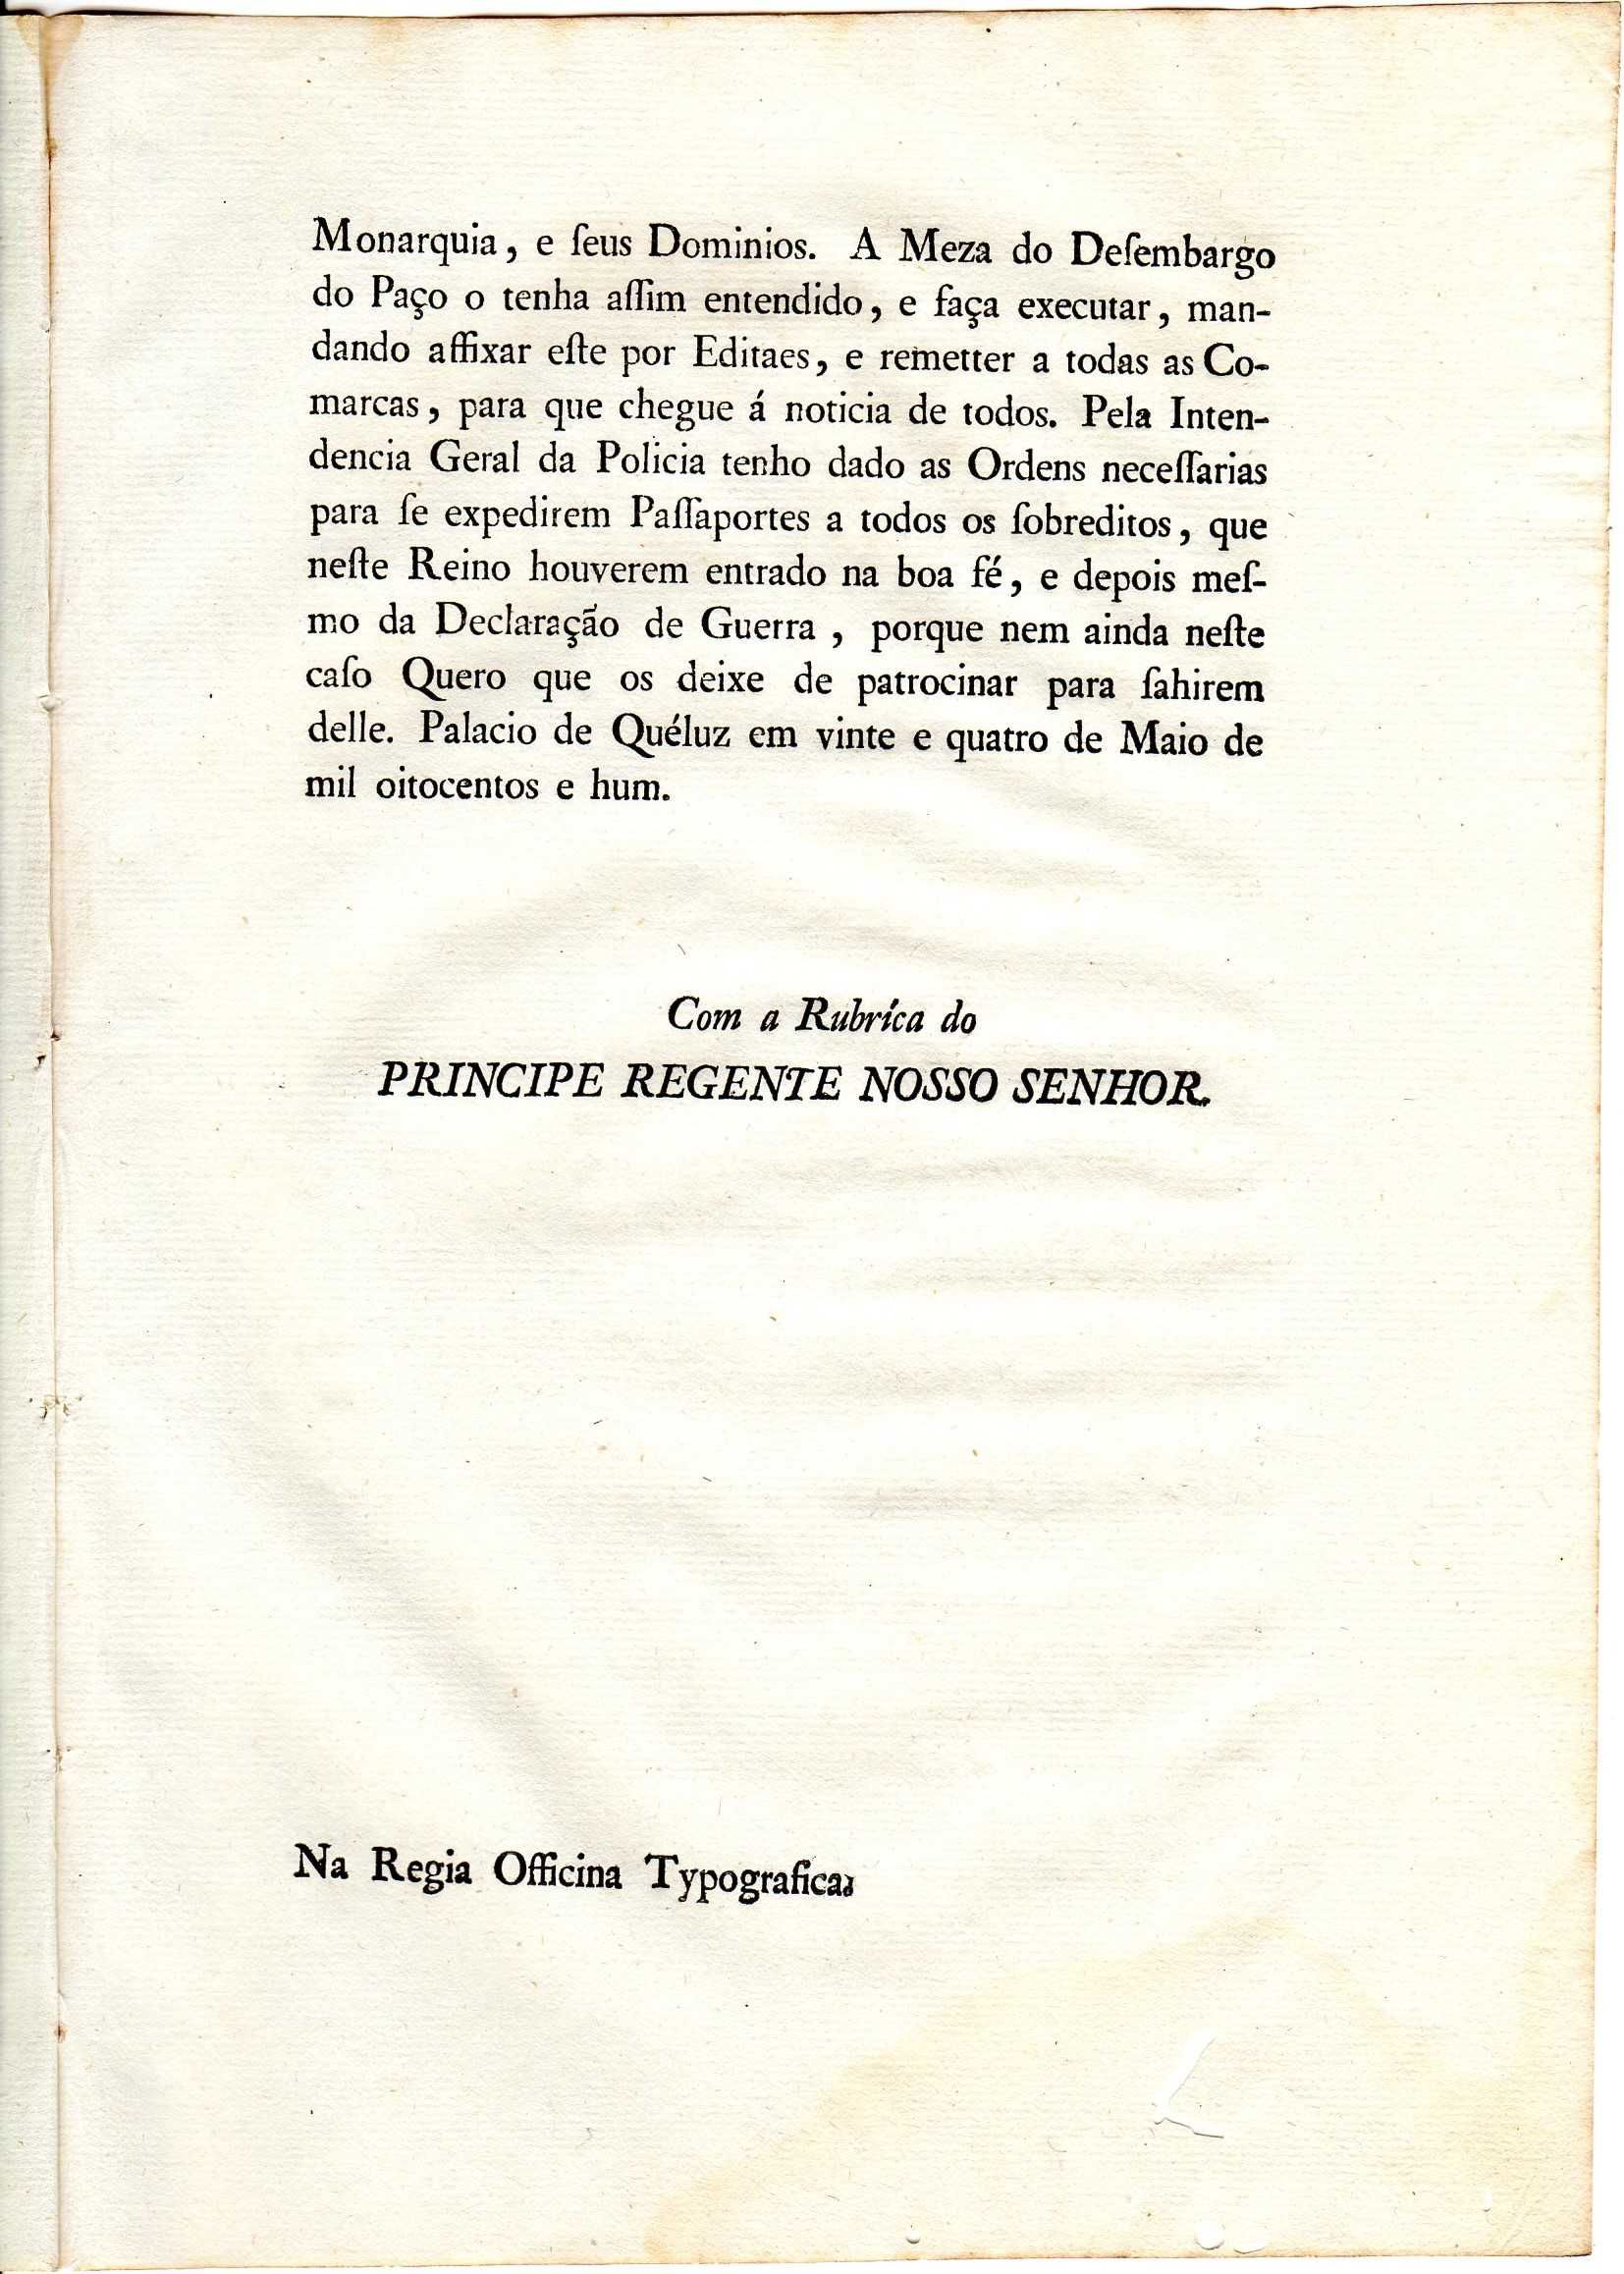 Monarquia, e ſeus Dominios. A Meza do Deſembargo
do Paço o tenha aſſim entendido, e faça executar, man-
dando affixar eſte por Editaes, e remetter a todas as Co-
marcas, para que chegue á noticia de todos. Pela Inten-
dencia Geral da Policia tenho dado as Ordens neceſſarias
para ſe expedirem Paſſaportes a todos os ſobreditos, que
neſte Reino houverem entrado na boa fé, e depois meſ-
mo da Declaração de Guerra, porque nem ainda neſte
caſo Quero que os deixe de patrocinar para ſahirem
delle. Palacio de Quéluz em vinte e quatro de Maio de
mil oitocentos e hum.
Com a Rubríca do
PRINCIPE REGENTE NOSSO SENHOR.
Na Regia Officina Typografica.